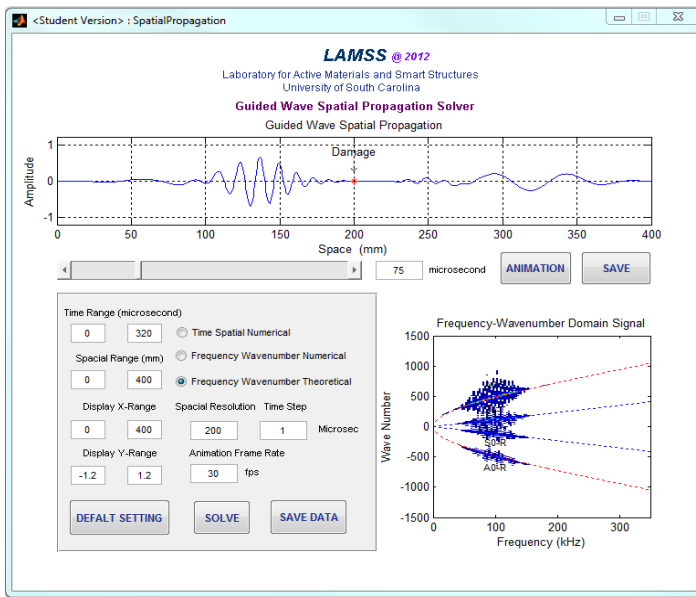 <Student Version> : SpatialPropagation
LAMSS @ 2012
Laboratory for Active Materials and Smart Structures
University of South Carolina
Guided Wave Spatial Propagation Solver
Guided Wave Spatial Propagation
Amplitude
1
0
-1
Damage
0 50 100 150 200 250 300 350 400
Space (mm)
75 microsecond ANIMATION SAVE
Time Range (microsecond)
0 320 Time Spatial Numerical
Spacial Range (mm)
Frequency Wavenumber Numerical
0 400 Frequency Wavenumber Theoretical
Display X-Range Spacial Resolution Time Step
0 400 200 1 Microsec
Display Y-Range Animation Frame Rate
-1.2 1.2 30 fps
DEFALT SETTING SOLVE SAVE DATA
Frequency-Wavenumber Domain Signal
Wave Number
1500
1000
500
0
-500
-1000
-1500
S0-R
A0-R
0 100 200 300
Frequency (kHz)